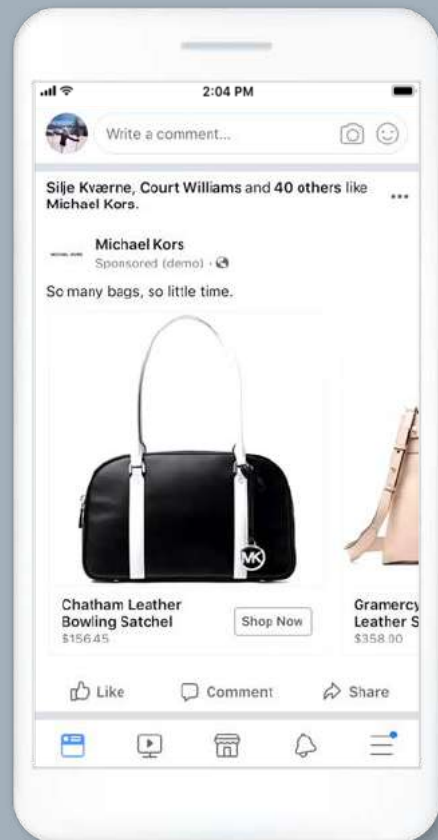 2:04 PM
Write a comment...
Silje Kværne, Court Williams and 40 others like
Michael Kors.
MICHAEL KORS
Michael Kors
Sponsored (demo) ·
So many bags, so little time.
MK
Chatham Leather
Bowling Satchel
$156.45
Shop Now
Gramercy
Leather S
$358.00
Like
Comment
Share